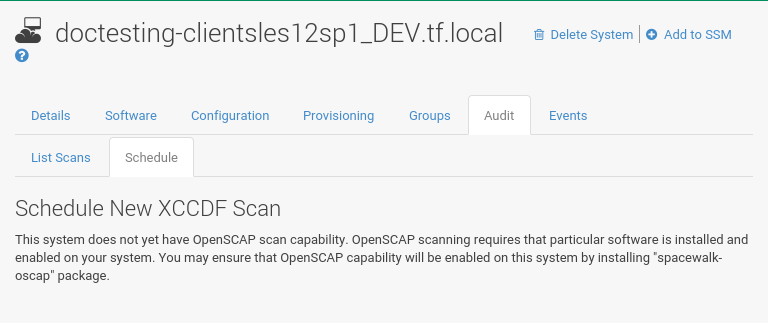 doctesting-clientsles12sp1_DEV.tf.local
Delete System
Add to SSM
Details Software Configuration Provisioning Groups Audit Events
List Scans Schedule
Schedule New XCCDF Scan
This system does not yet have OpenSCAP scan capability. OpenSCAP scanning requires that particular software is installed and
enabled on your system. You may ensure that OpenSCAP capability will be enabled on this system by installing "spacewalk-
oscap" package.